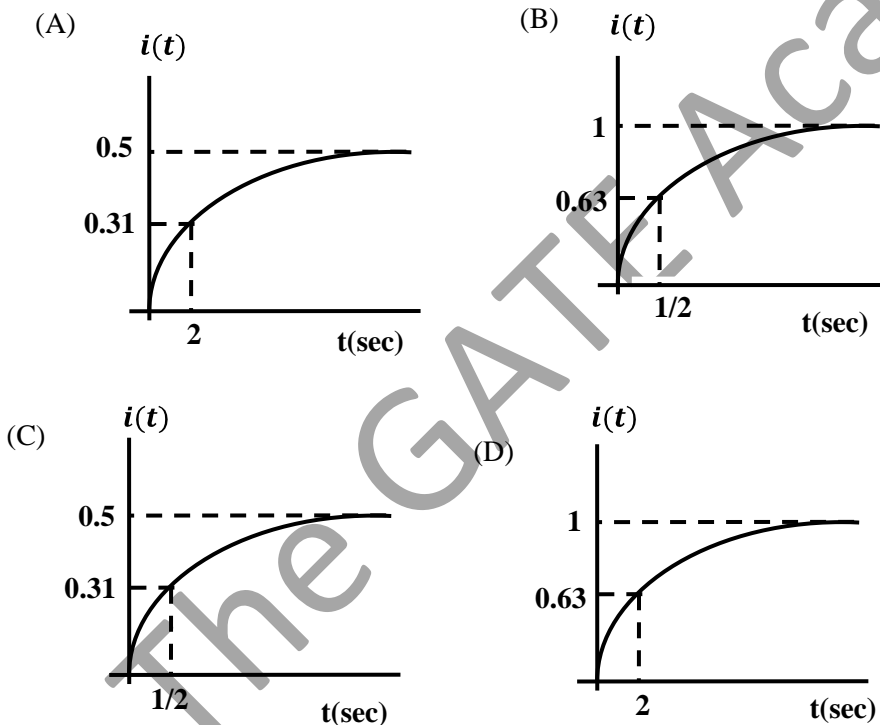 (A)
i(t)
0.5
0.31
2
t(sec)
(B)
i(t)
1
0.63
1/2
t(sec)
(C)
i(t)
0.5
0.31
1/2
t(sec)
(D)
i(t)
1
0.63
2
t(sec)
The GATE Aca